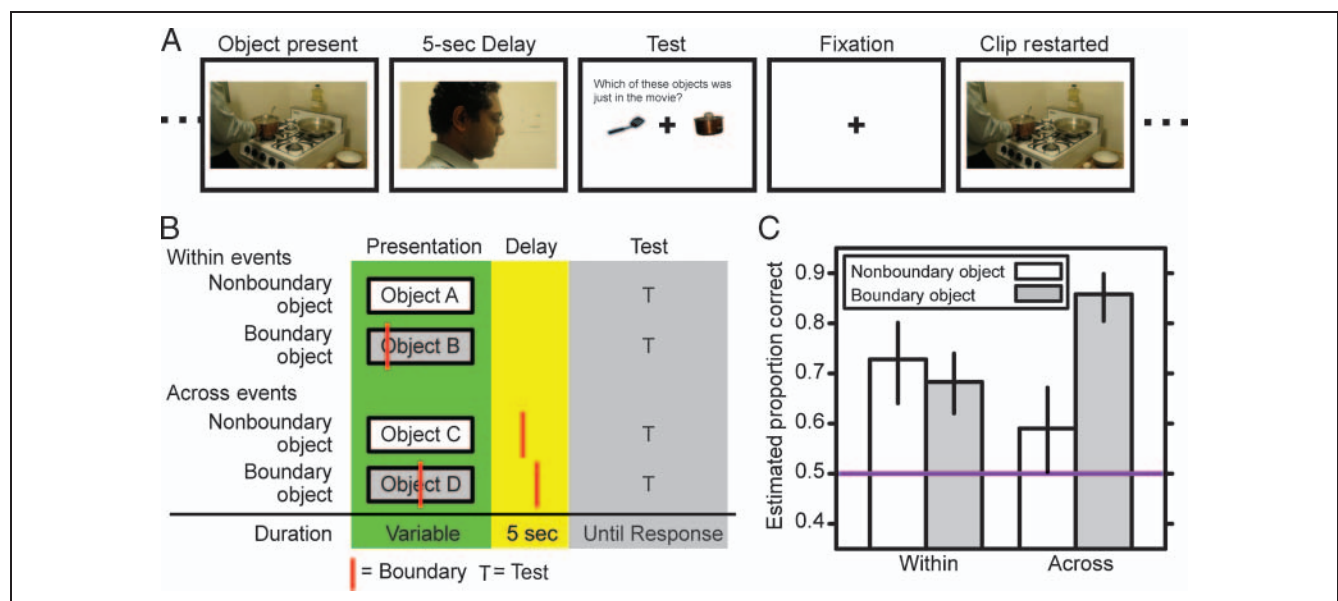 A
Object present
5-sec Delay
Test
Fixation
Clip restarted
Which of these objects was
just in the movie?
B
Presentation
Delay
Test
Within events
Nonboundary
object
Object A
T
Boundary
object
Object B
T
Across events
Nonboundary
object
Object C
T
Boundary
object
Object D
T
Duration
Variable
5 sec
Until Response
= Boundary T = Test
C
Estimated proportion correct
0.9
0.8
0.7
0.6
0.5
0.4
Nonboundary object
Boundary object
Within
Across